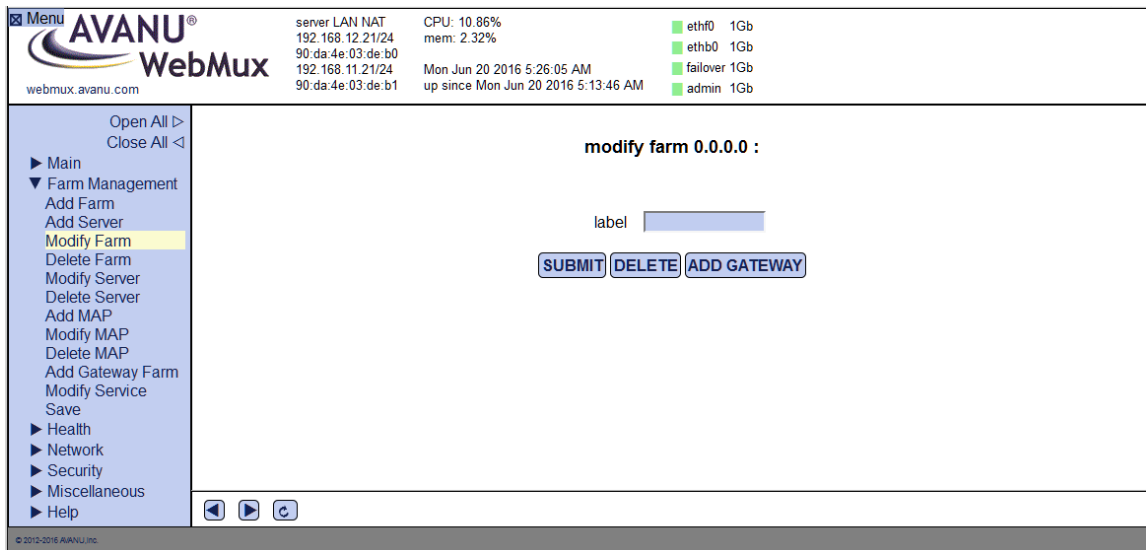 Menu
AVANU®
WebMux
webmux.avanu.com
server LAN NAT
192.168.12.21/24
90:da:4e:03:de:b0
192.168.11.21/24
90:da:4e:03:de:b1
CPU: 10.86%
mem: 2.32%
Mon Jun 20 2016 5:26:05 AM
up since Mon Jun 20 2016 5:13:46 AM
ethf0 1Gb
ethb0 1Gb
failover 1Gb
admin 1Gb
Open All ▷
Close All ◁
▶ Main
▼ Farm Management
Add Farm
Add Server
Modify Farm
Delete Farm
Modify Server
Delete Server
Add MAP
Modify MAP
Delete MAP
Add Gateway Farm
Modify Service
Save
▶ Health
▶ Network
▶ Security
▶ Miscellaneous
▶ Help
modify farm 0.0.0.0 :
label
SUBMIT DELETE ADD GATEWAY
© 2012-2016 AVANU,Inc.